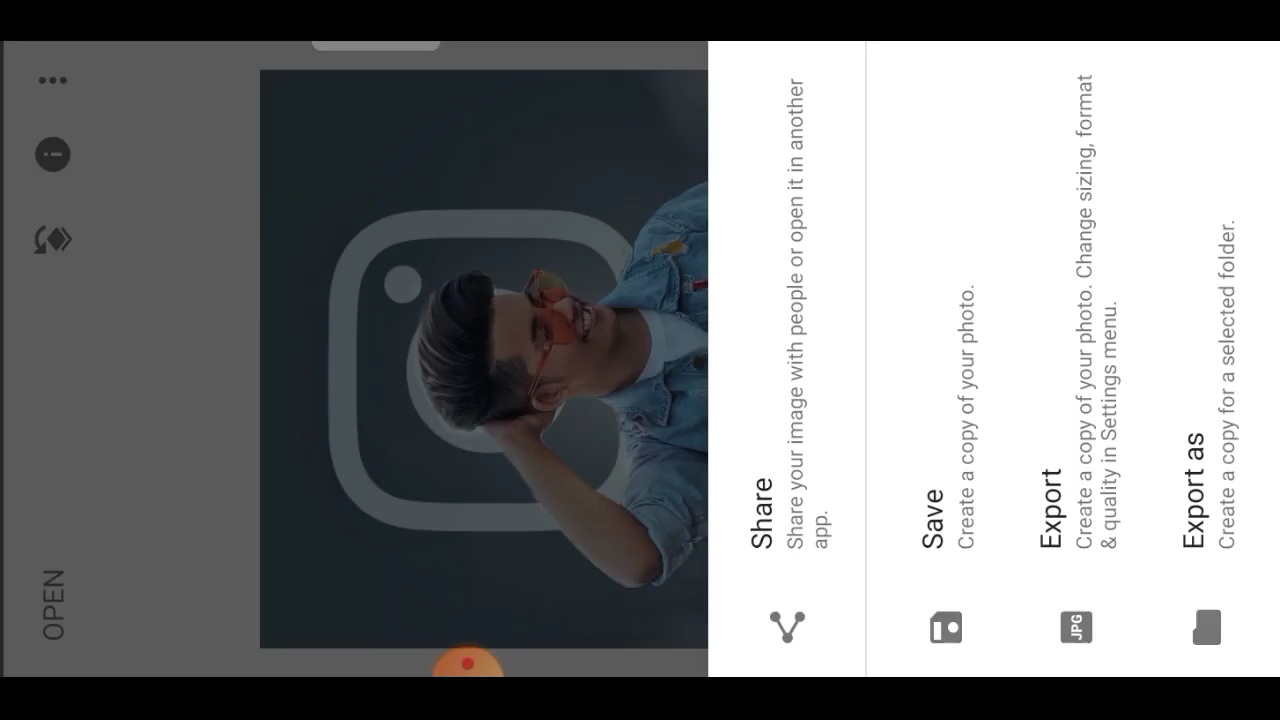 OPEN
Share
Share your image with people or open it in another
app.
Save
Create a copy of your photo.
Export
Create a copy of your photo. Change sizing, format
& quality in Settings menu.
JPG
Export as
Create a copy for a selected folder.